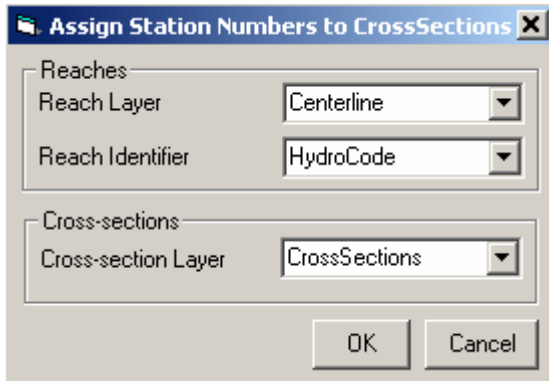 Assign Station Numbers to CrossSections
Reaches
Reach Layer Centerline
Reach Identifier HydroCode
Cross-sections
Cross-section Layer CrossSections
OK Cancel